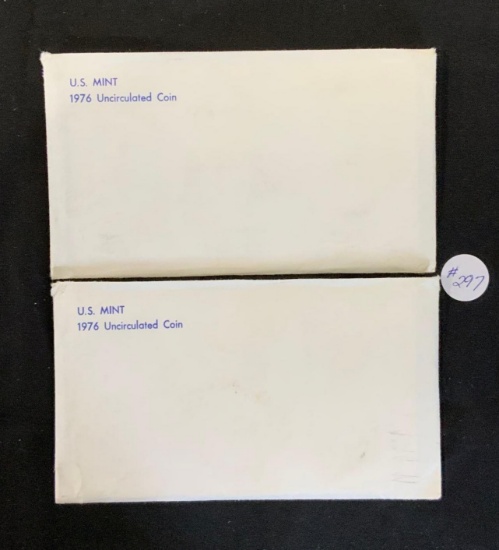 U.S. MINT
1976 Uncirculated Coin
#297
U.S. MINT
1976 Uncirculated Coin